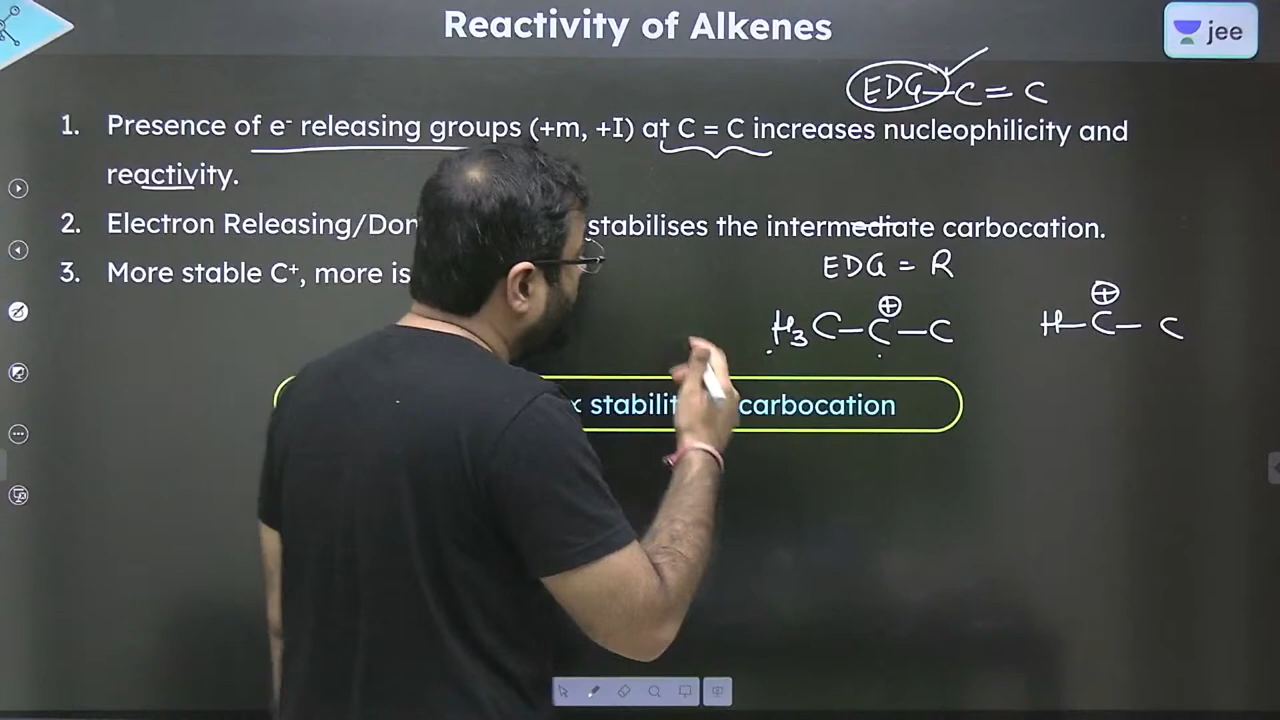 Reactivity of Alkenes
jee
EDG—C=C
1. Presence of e⁻ releasing groups (+m, +I) at C = C increases nucleophilicity and
reactivity.
2. Electron Releasing/Don stabilises the intermediate carbocation.
3. More stable C⁺, more is
EDG = R
⊕ ⊕
H₃C—C—C H—C—C
∝ stabilit carbocation